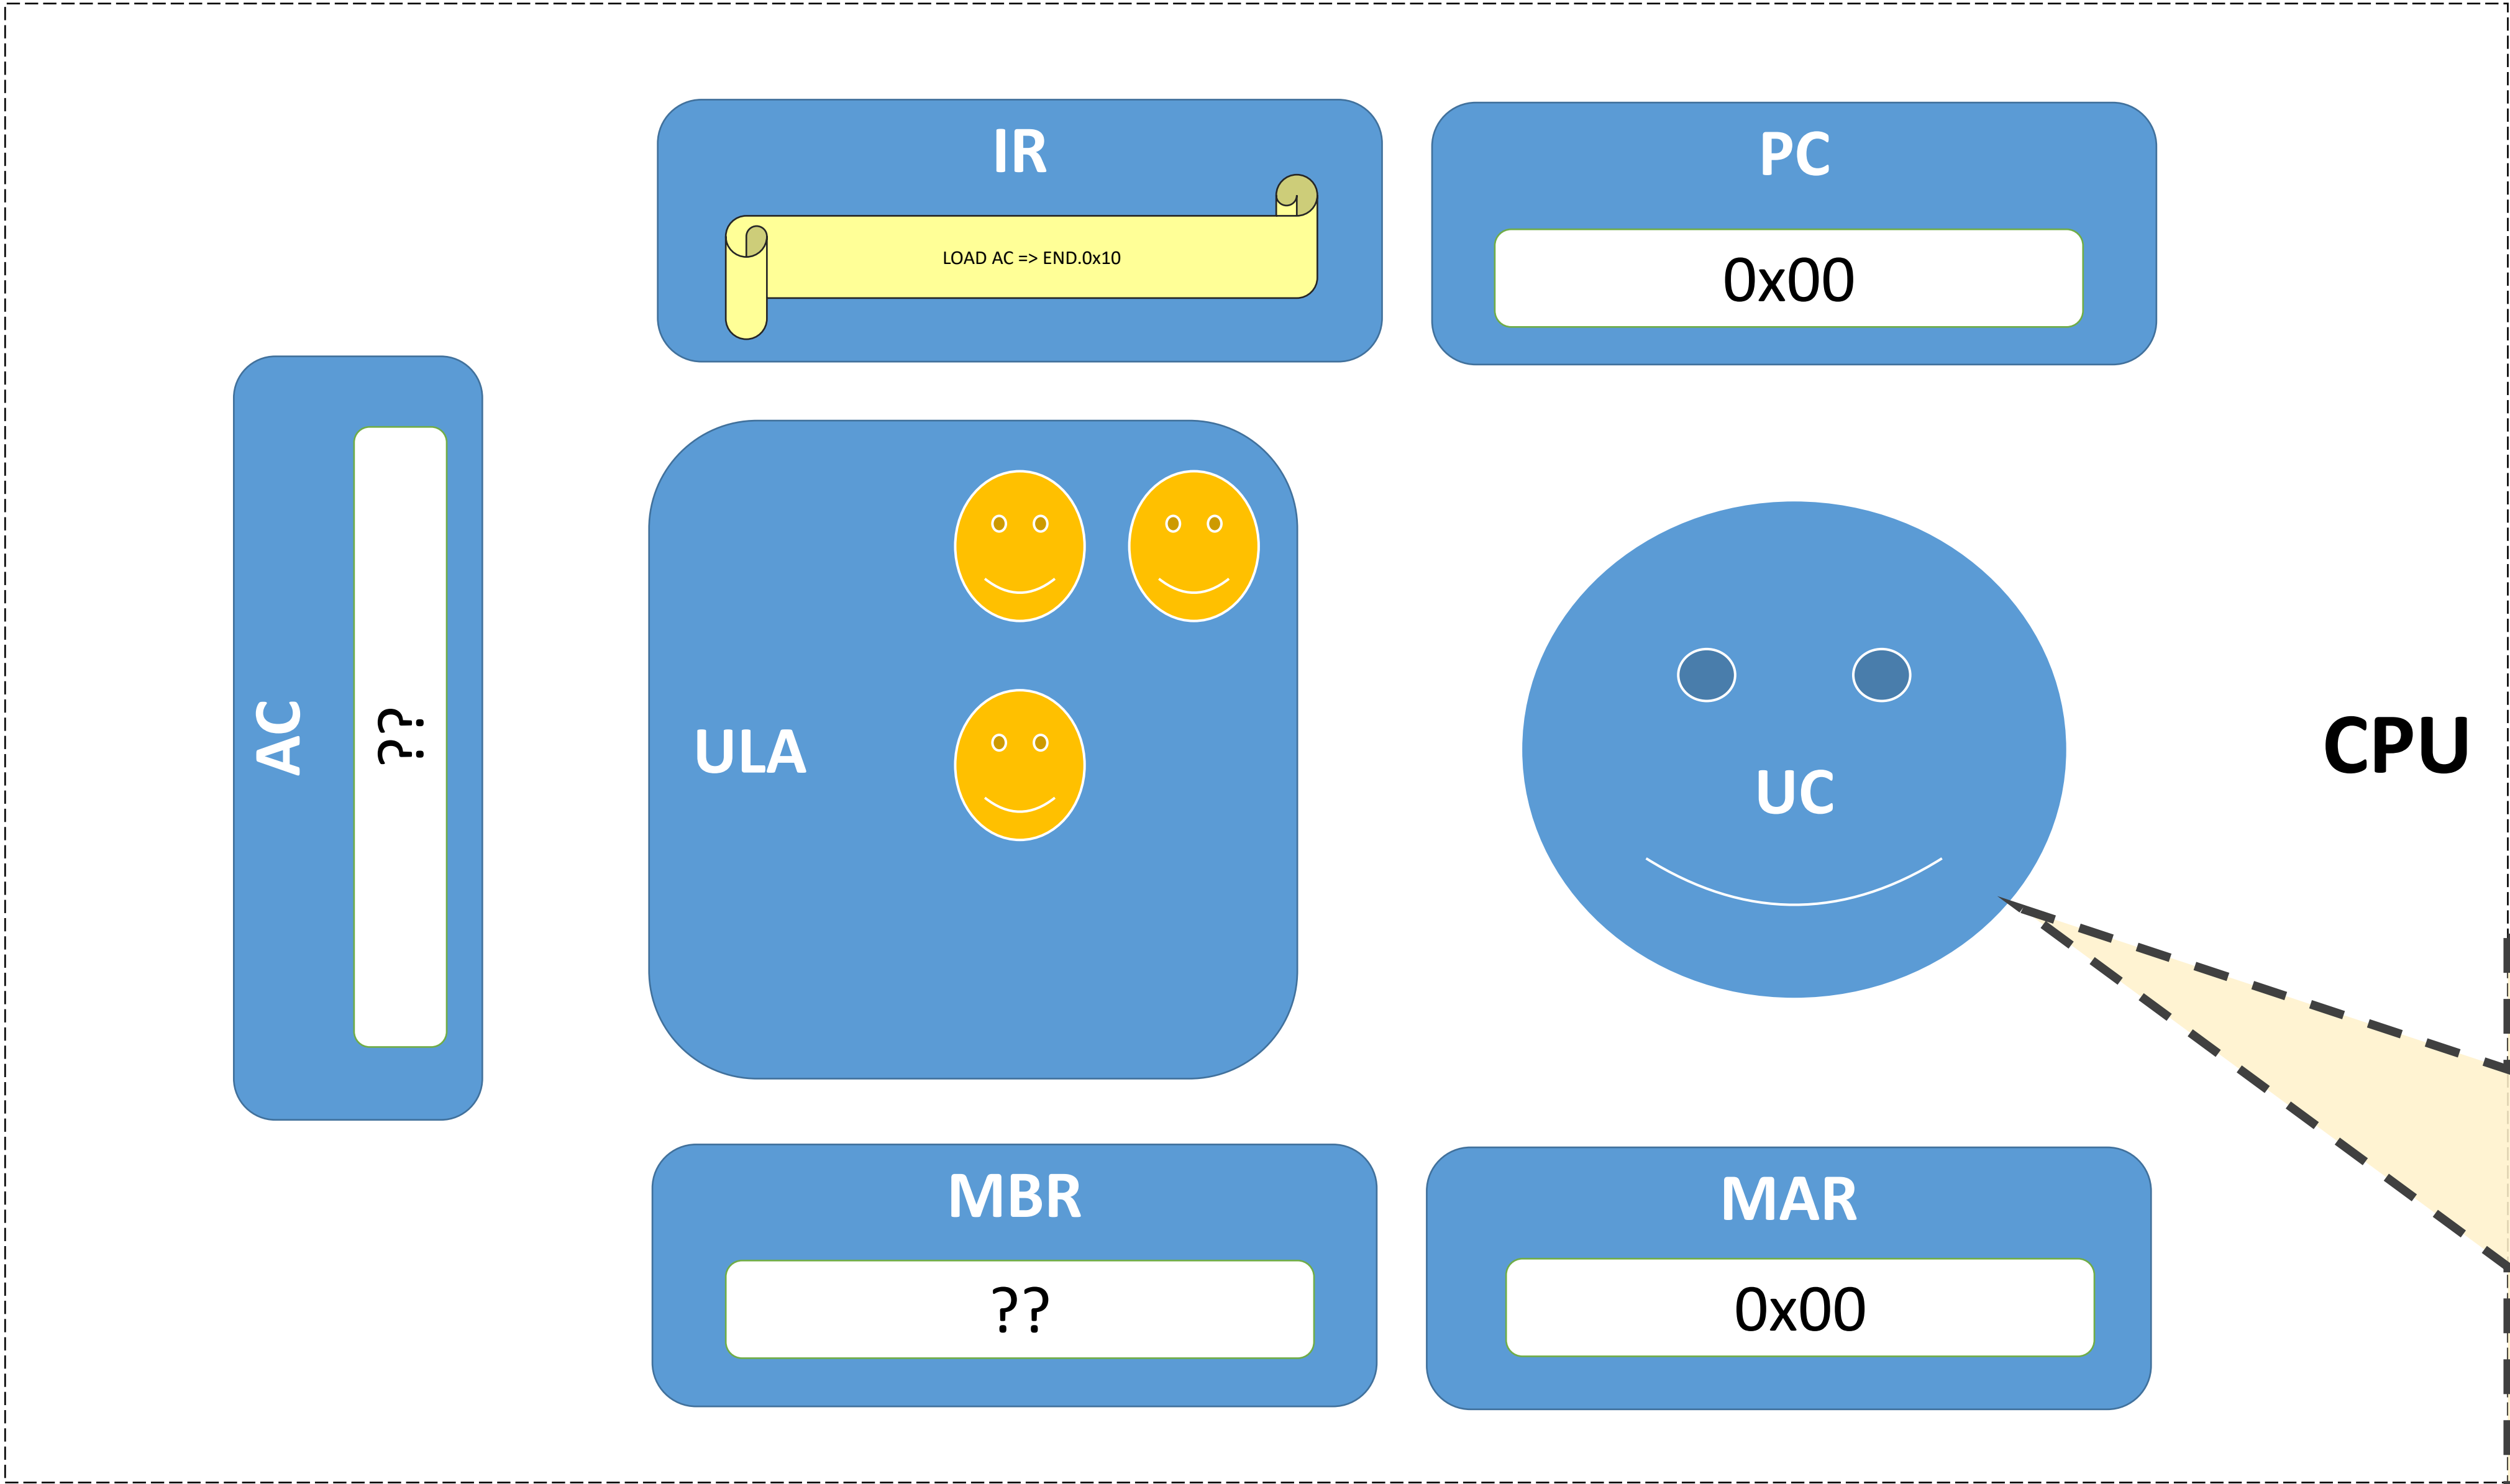 IR
LOAD AC => END.0x10
PC
0x00
AC
??
ULA
UC
CPU
MBR
??
MAR
0x00